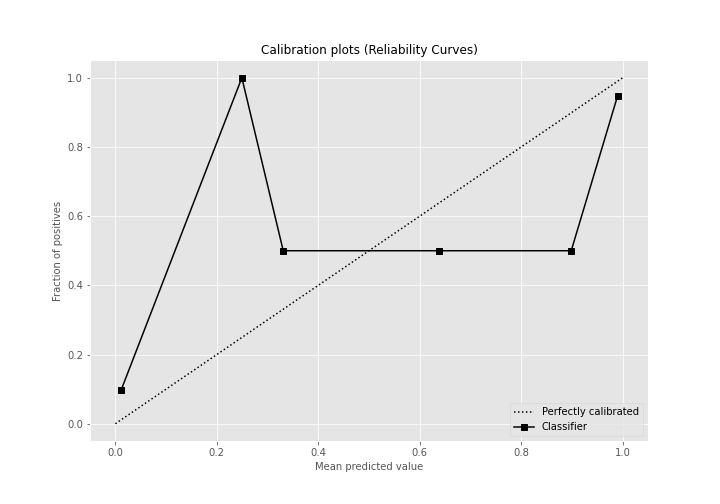 Calibration plots (Reliability Curves)
1.0
0.8
0.6
0.4
0.2
0.0
Fraction of positives
0.0 0.2 0.4 0.6 0.8 1.0
Mean predicted value
Perfectly calibrated
Classifier